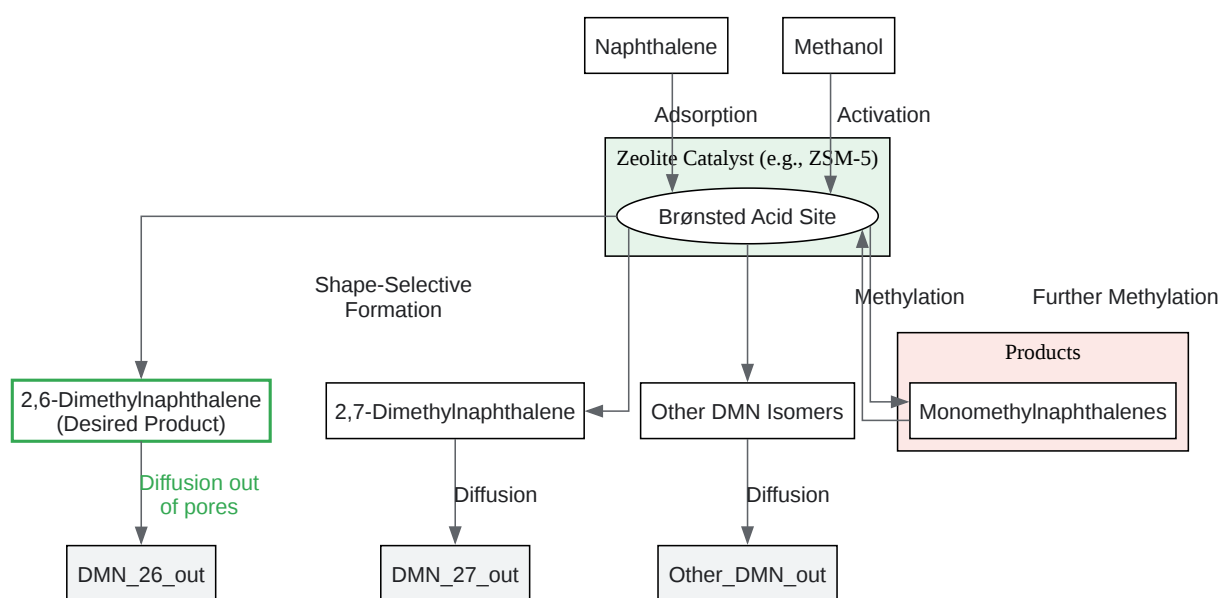 Naphthalene
Methanol
Adsorption
Activation
Zeolite Catalyst (e.g., ZSM-5)
Brønsted Acid Site
Shape-Selective
Formation
Methylation
Further Methylation
Products
2,6-Dimethylnaphthalene
(Desired Product)
2,7-Dimethylnaphthalene
Other DMN Isomers
Monomethylnaphthalenes
Diffusion out
of pores
Diffusion
Diffusion
DMN_26_out
DMN_27_out
Other_DMN_out